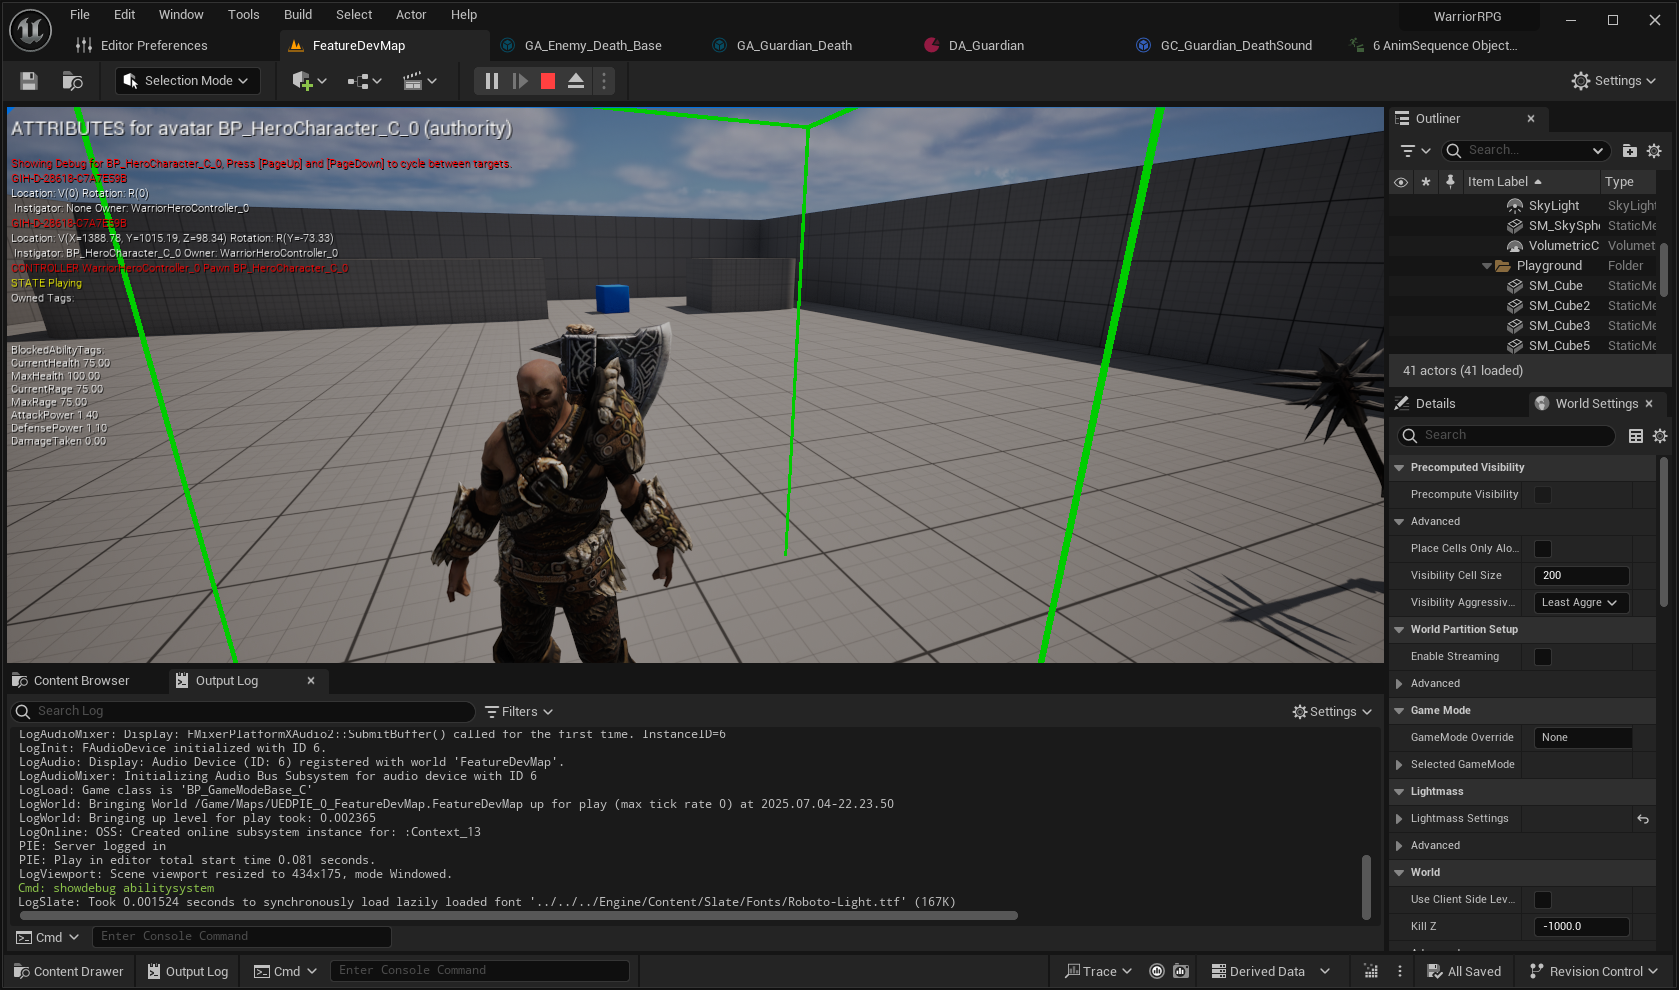 File Edit Window Tools Build Select Actor Help
WarriorRPG
Editor Preferences
FeatureDevMap
GA_Enemy_Death_Base
GA_Guardian_Death
DA_Guardian
GC_Guardian_DeathSound
6 AnimSequence Object...
Selection Mode
Settings
ATTRIBUTES for avatar BP_HeroCharacter_C_0 (authority)
Showing Debug for BP_HeroCharacter_C_0, Press [PageUp] and [PageDown] to cycle between targets.
GIH-D-28618-C7A7E59B
Location: V(0) Rotation: R(0)
Instigator: None Owner: WarriorHeroController_0
GIH-D-28618-C7A7E59B
Location: V(X=1388.78, Y=1015.19, Z=98.34) Rotation: R(Y=-73.33)
Instigator: BP_HeroCharacter_C_0 Owner: WarriorHeroController_0
CONTROLLER WarriorHeroController_0 Pawn BP_HeroCharacter_C_0
STATE Playing
Owned Tags:
BlockedAbilityTags:
CurrentHealth 75.00
MaxHealth 100.00
CurrentRage 75.00
MaxRage 75.00
AttackPower 1.40
DefensePower 1.10
DamageTaken 0.00
Outliner
Search...
Item Label Type
SkyLight SkyLight
SM_SkySphe StaticMe
VolumetricC Volumet
Playground Folder
SM_Cube StaticMe
SM_Cube2 StaticMe
SM_Cube3 StaticMe
SM_Cube5 StaticMe
41 actors (41 loaded)
Details
World Settings
Search
Precomputed Visibility
Precompute Visibility
Advanced
Place Cells Only Alo...
Visibility Cell Size 200
Visibility Aggressiv... Least Aggre
World Partition Setup
Enable Streaming
Advanced
Game Mode
GameMode Override None
Selected GameMode
Lightmass
Lightmass Settings
Advanced
World
Use Client Side Lev...
Kill Z -1000.0
Content Browser
Output Log
Search Log
Filters
Settings
LogAudioMixer: Display: FMixerPlatformXAudio2::SubmitBuffer() called for the first time. InstanceID=6
LogInit: FAudioDevice initialized with ID 6.
LogAudio: Display: Audio Device (ID: 6) registered with world 'FeatureDevMap'.
LogAudioMixer: Initializing Audio Bus Subsystem for audio device with ID 6
LogLoad: Game class is 'BP_GameModeBase_C'
LogWorld: Bringing World /Game/Maps/UEDPIE_0_FeatureDevMap.FeatureDevMap up for play (max tick rate 0) at 2025.07.04-22.23.50
LogWorld: Bringing up level for play took: 0.002365
LogOnline: OSS: Created online subsystem instance for: :Context_13
PIE: Server logged in
PIE: Play in editor total start time 0.081 seconds.
LogViewport: Scene viewport resized to 434x175, mode Windowed.
Cmd: showdebug abilitysystem
LogSlate: Took 0.001524 seconds to synchronously load lazily loaded font '../../../Engine/Content/Slate/Fonts/Roboto-Light.ttf' (167K)
Cmd
Enter Console Command
Content Drawer
Output Log
Cmd
Enter Console Command
Trace
Derived Data
All Saved
Revision Control